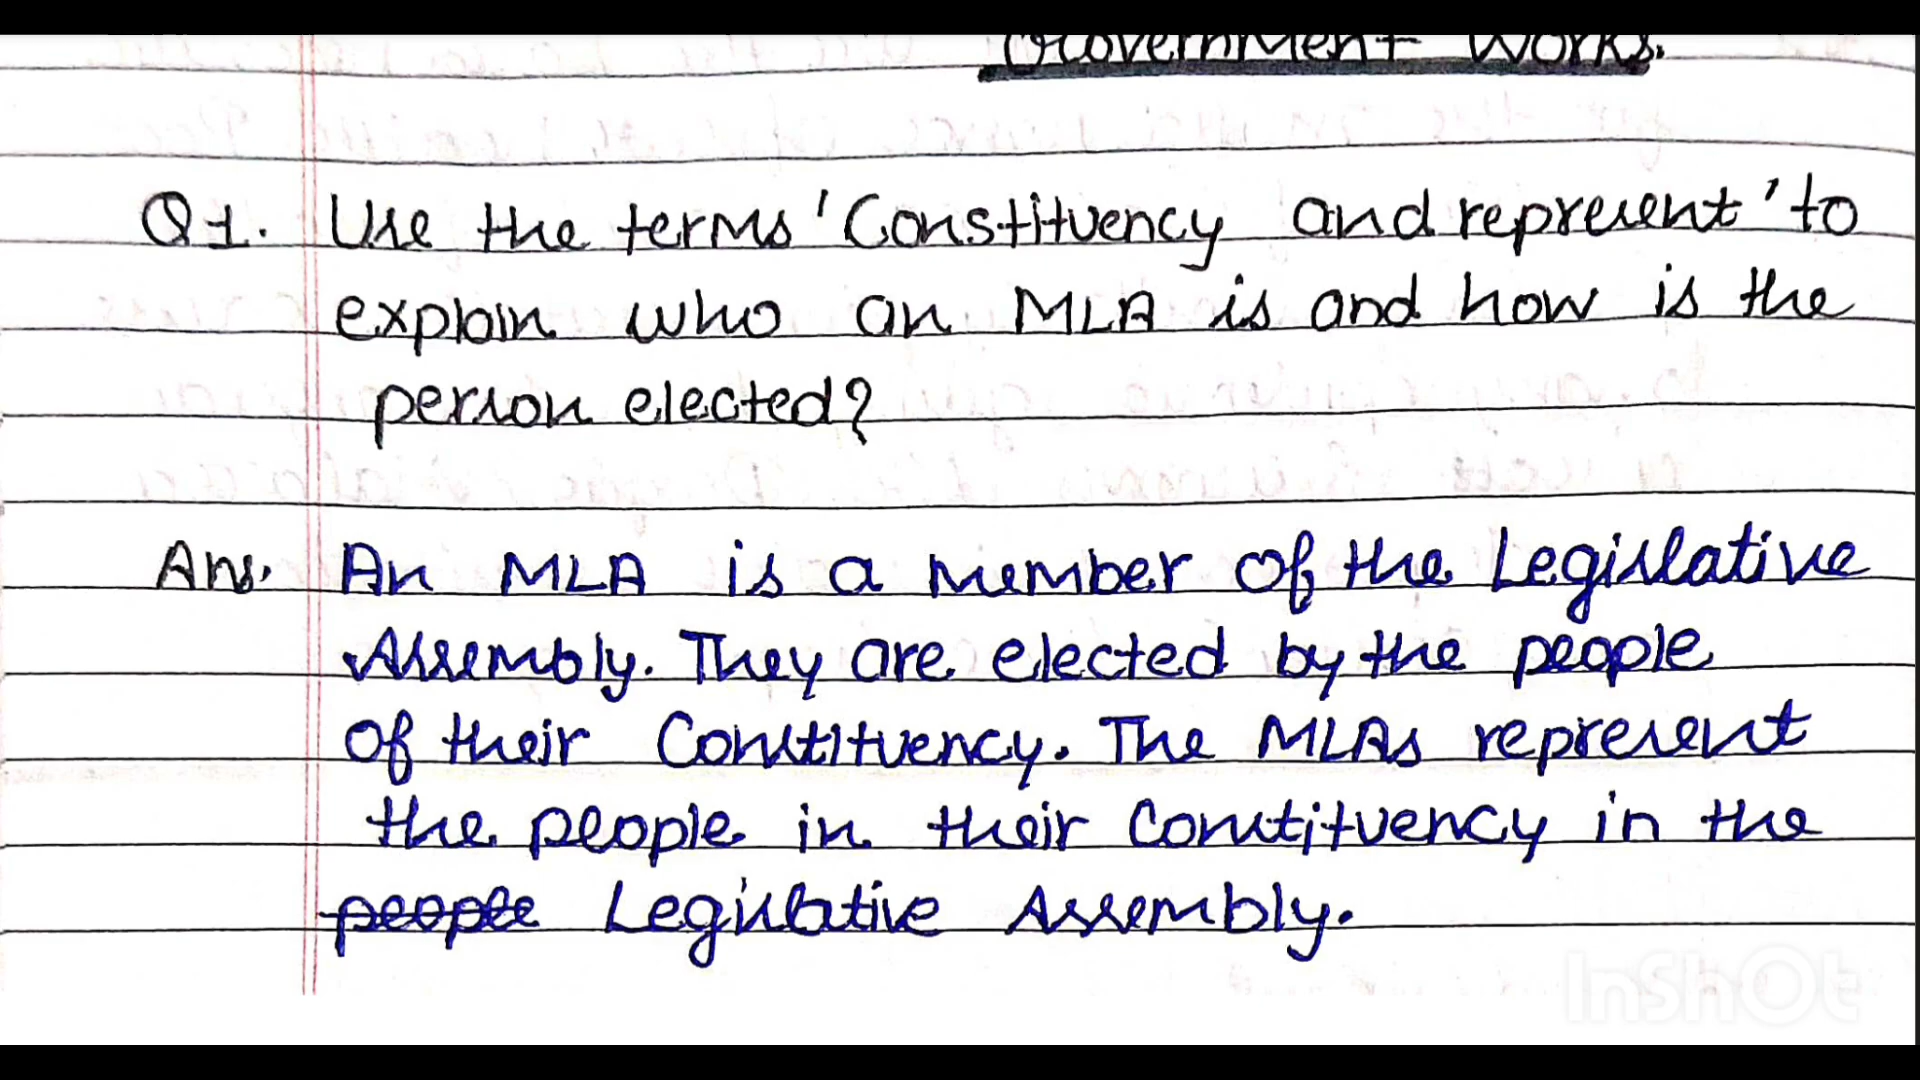 Government Works.
Q1. Use the terms 'Constituency and represent' to
explain who an MLA is and how is the
person elected?
Ans. An MLA is a member of the Legislative
Assembly. They are elected by the people
of their Constituency. The MLAs represent
the people in their Constituency in the
people Legislative Assembly.
InShOt